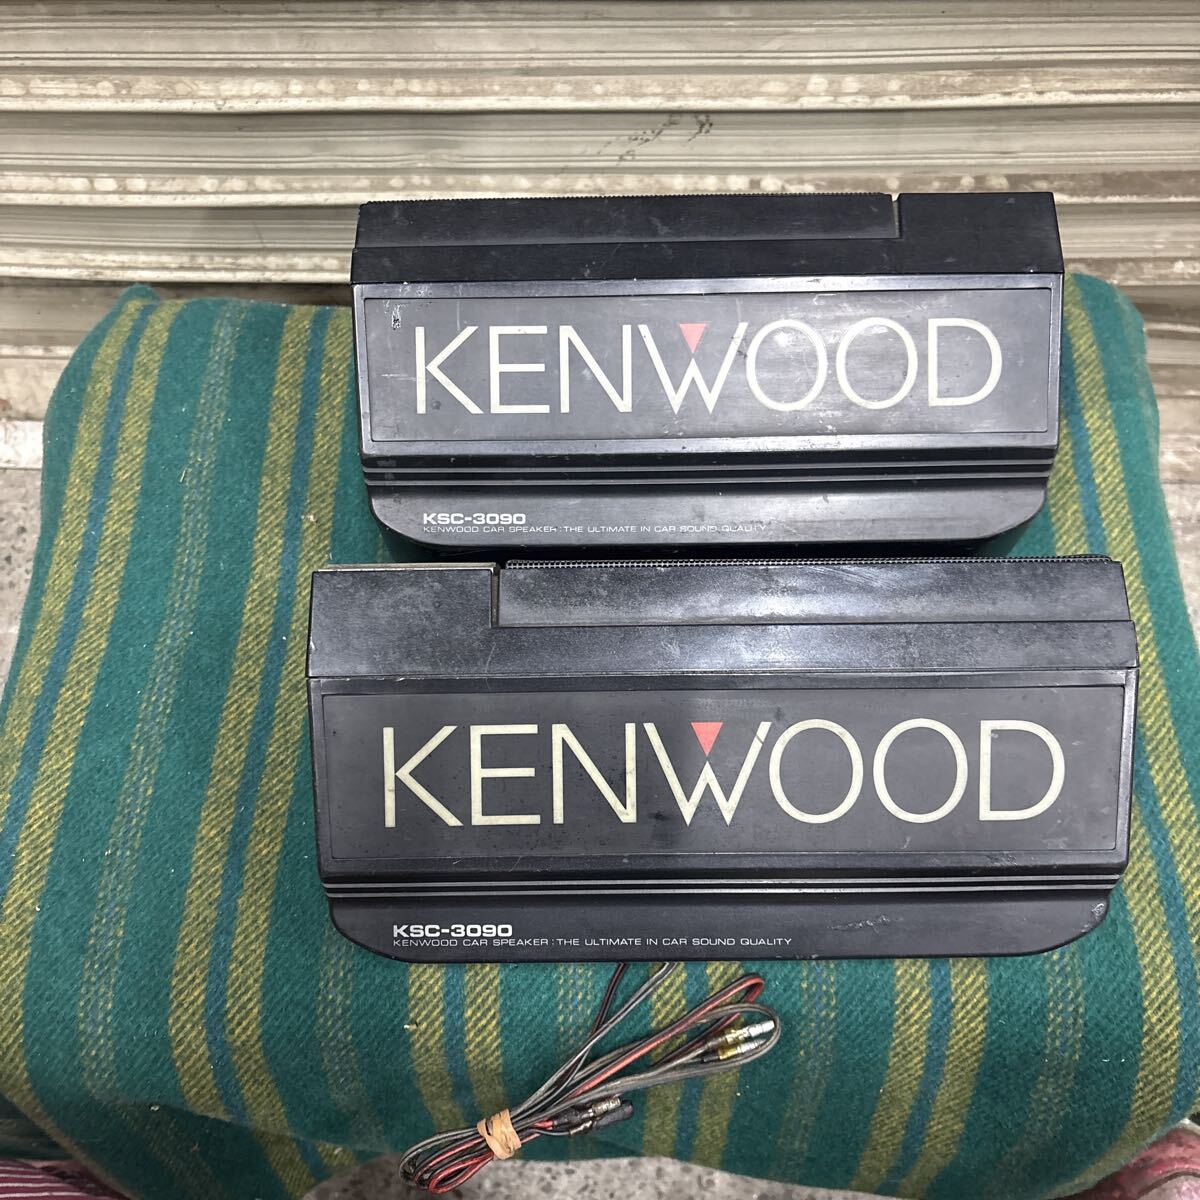 KENWOOD
KSC-3090
KENWOOD CAR SPEAKER : THE ULTIMATE IN CAR SOUND QUALITY
KENWOOD
KSC-3090
KENWOOD CAR SPEAKER : THE ULTIMATE IN CAR SOUND QUALITY